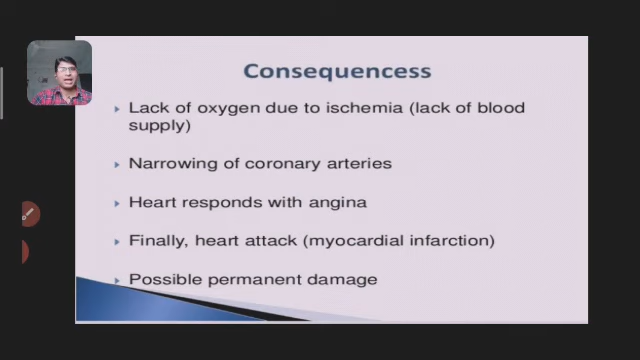 Consequencess
Lack of oxygen due to ischemia (lack of blood
supply)
Narrowing of coronary arteries
Heart responds with angina
Finally, heart attack (myocardial infarction)
Possible permanent damage